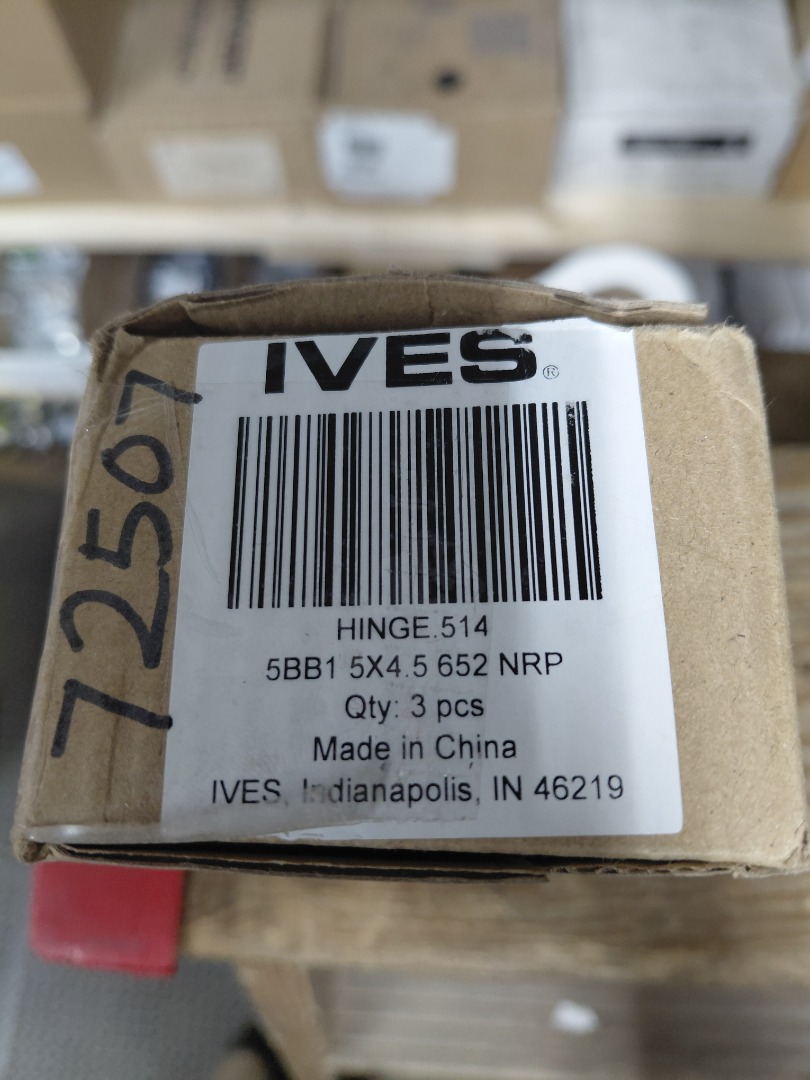 IVES®
HINGE.514
5BB1 5X4.5 652 NRP
Qty: 3 pcs
Made in China
IVES, Indianapolis, IN 46219
72507